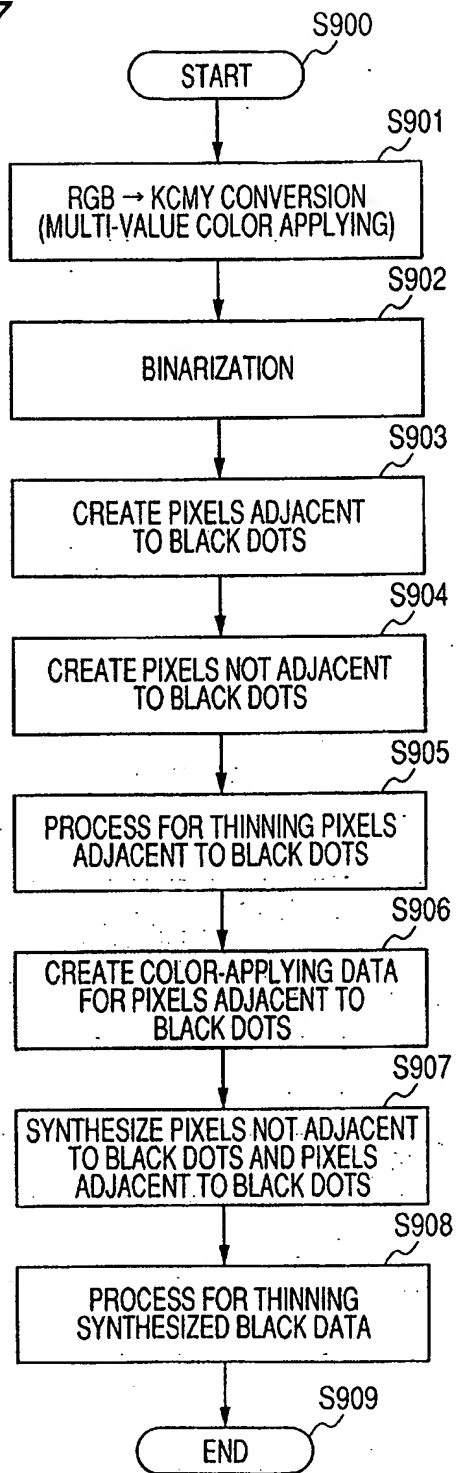 S900
START
S901
RGB → KCMY CONVERSION
(MULTI-VALUE COLOR APPLYING)
S902
BINARIZATION
S903
CREATE PIXELS ADJACENT
TO BLACK DOTS
S904
CREATE PIXELS NOT ADJACENT
TO BLACK DOTS
S905
PROCESS FOR THINNING PIXELS
ADJACENT TO BLACK DOTS
S906
CREATE COLOR-APPLYING DATA
FOR PIXELS ADJACENT TO
BLACK DOTS
S907
SYNTHESIZE PIXELS NOT ADJACENT
TO BLACK DOTS AND PIXELS
ADJACENT TO BLACK DOTS
S908
PROCESS FOR THINNING
SYNTHESIZED BLACK DATA
S909
END